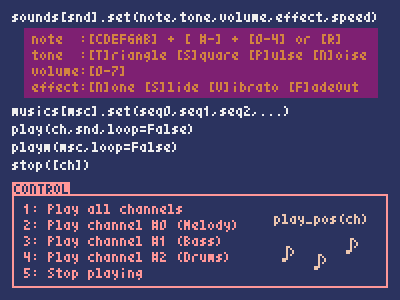 sounds[snd].set(note,tone,volume,effect,speed)
note  :[CDEFGAB] + [ #-] + [0-4] or [R]
tone  :[T]riangle [S]quare [P]ulse [N]oise
volume:[0-7]
effect:[N]one [S]lide [V]ibrato [F]adeOut
musics[msc].set(seq0,seq1,seq2,...)
play(ch,snd,loop=False)
playm(msc,loop=False)
stop([ch])
CONTROL
1: Play all channels
2: Play channel #0 (Melody)
3: Play channel #1 (Bass)
4: Play channel #2 (Drums)
5: Stop playing
play_pos(ch)